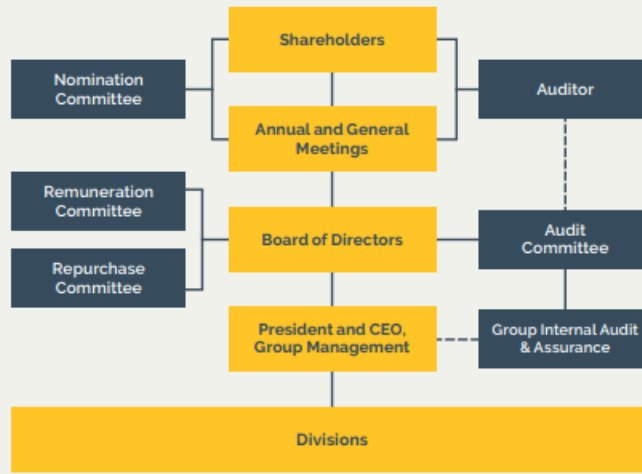 Shareholders
Nomination
Committee
Auditor
Annual and General
Meetings
Remuneration
Committee
Board of Directors
Audit
Committee
Repurchase
Committee
President and CEO,
Group Management
Group Internal Audit
& Assurance
Divisions